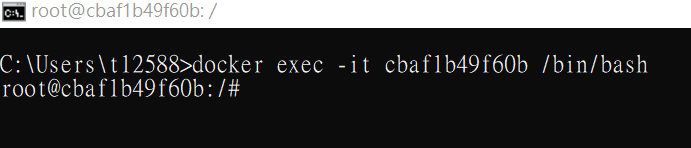 root@cbaf1b49f60b: /
C:\Users\t12588>docker exec -it cbaf1b49f60b /bin/bash
root@cbaf1b49f60b:/#